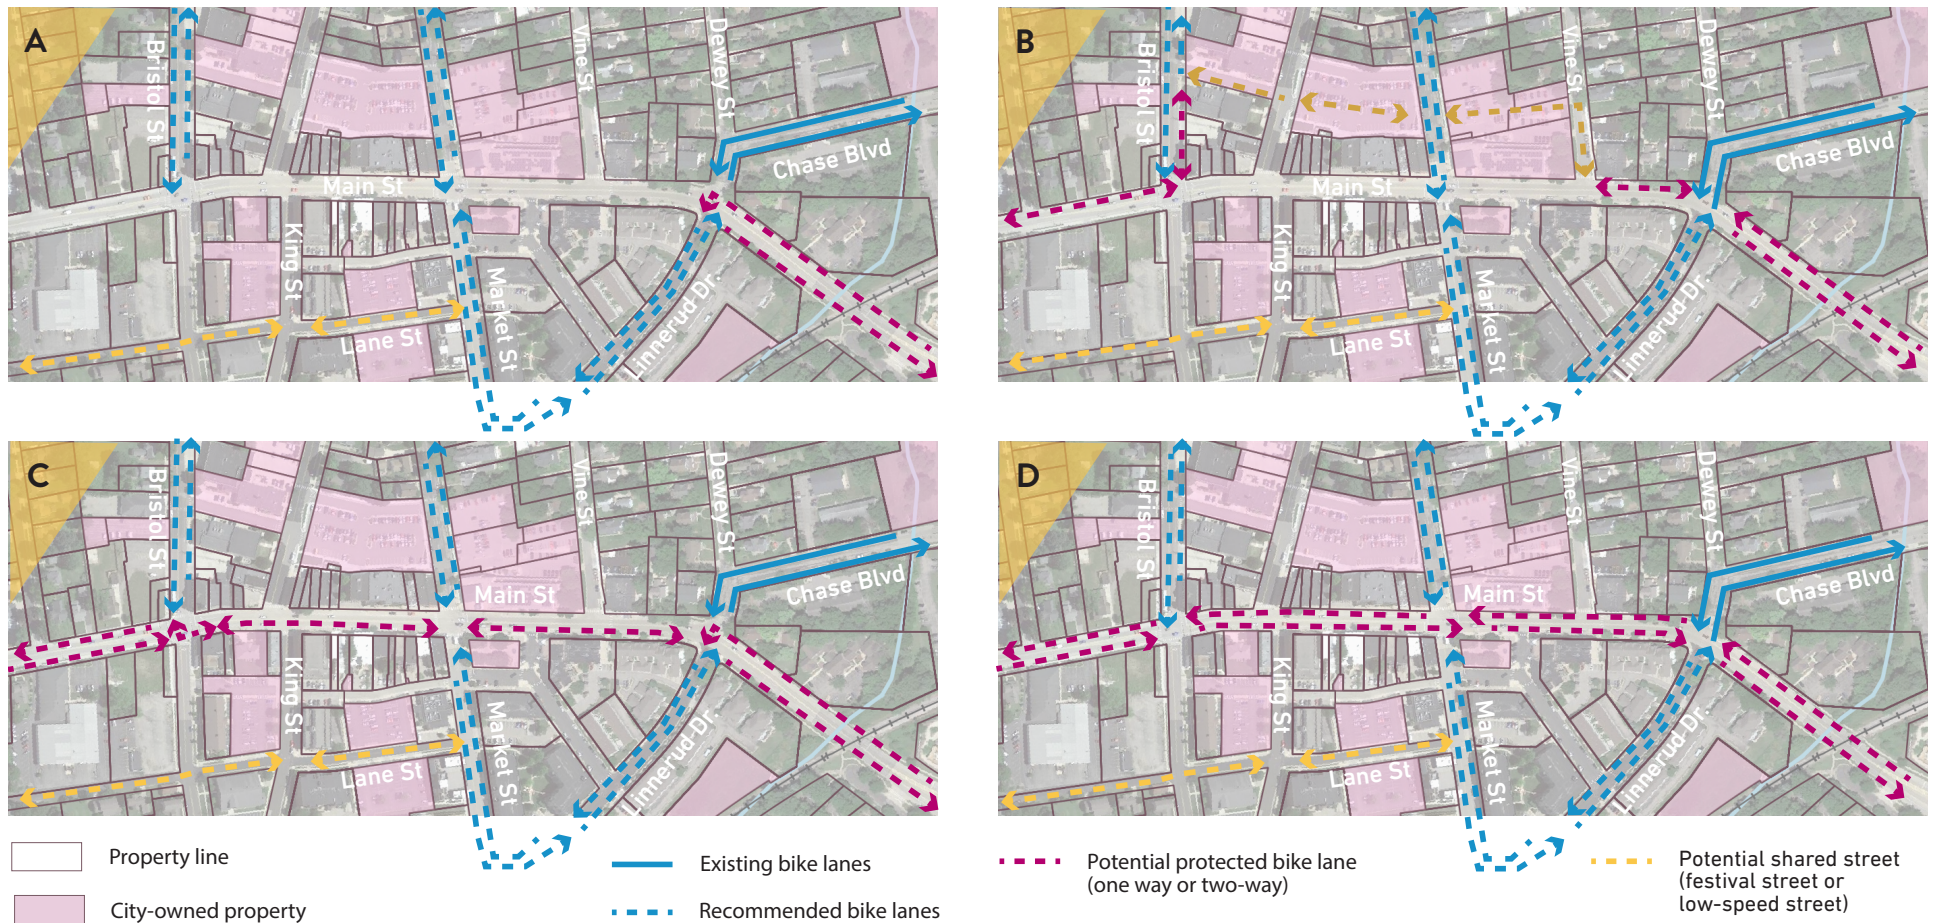 A
Bristol St
Vine St
Dewey St
Chase Blvd
Main St
King St
Lane St
Market St
Linnerud Dr.
B
Bristol St
Vine St
Dewey St
Chase Blvd
Main St
King St
Lane St
Market St
Linnerud Dr.
C
Bristol St
Vine St
Dewey St
Chase Blvd
Main St
King St
Lane St
Market St
Linnerud Dr.
D
Bristol St
Vine St
Dewey St
Chase Blvd
Main St
King St
Lane St
Market St
Linnerud Dr.
Property line
City-owned property
Existing bike lanes
Recommended bike lanes
Potential protected bike lane
(one way or two-way)
Potential shared street
(festival street or
low-speed street)